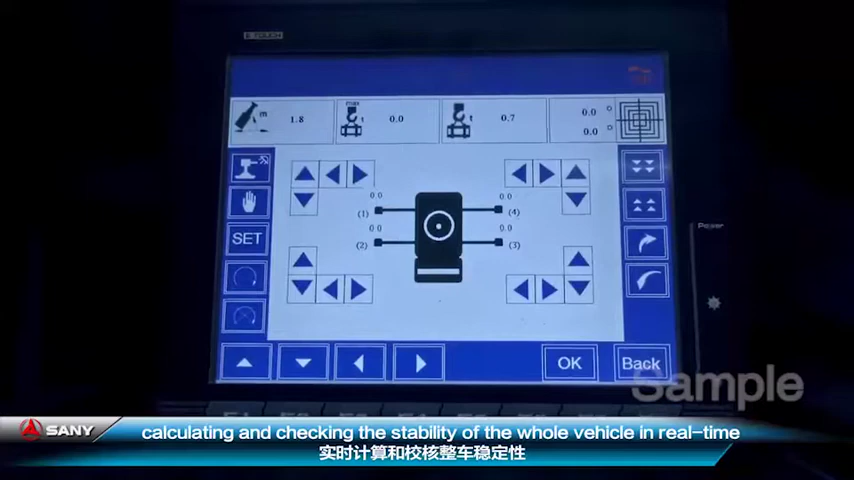 E TOUCH
m 1.8
max
t 0.0
t 0.7
0.0 °
0.0 °
SET
0 0
(1)
0 0
(2)
0 0
(4)
0 0
(3)
OK
Back
Power
Sample
SANY
calculating and checking the stability of the whole vehicle in real-time
实时计算和校核整车稳定性